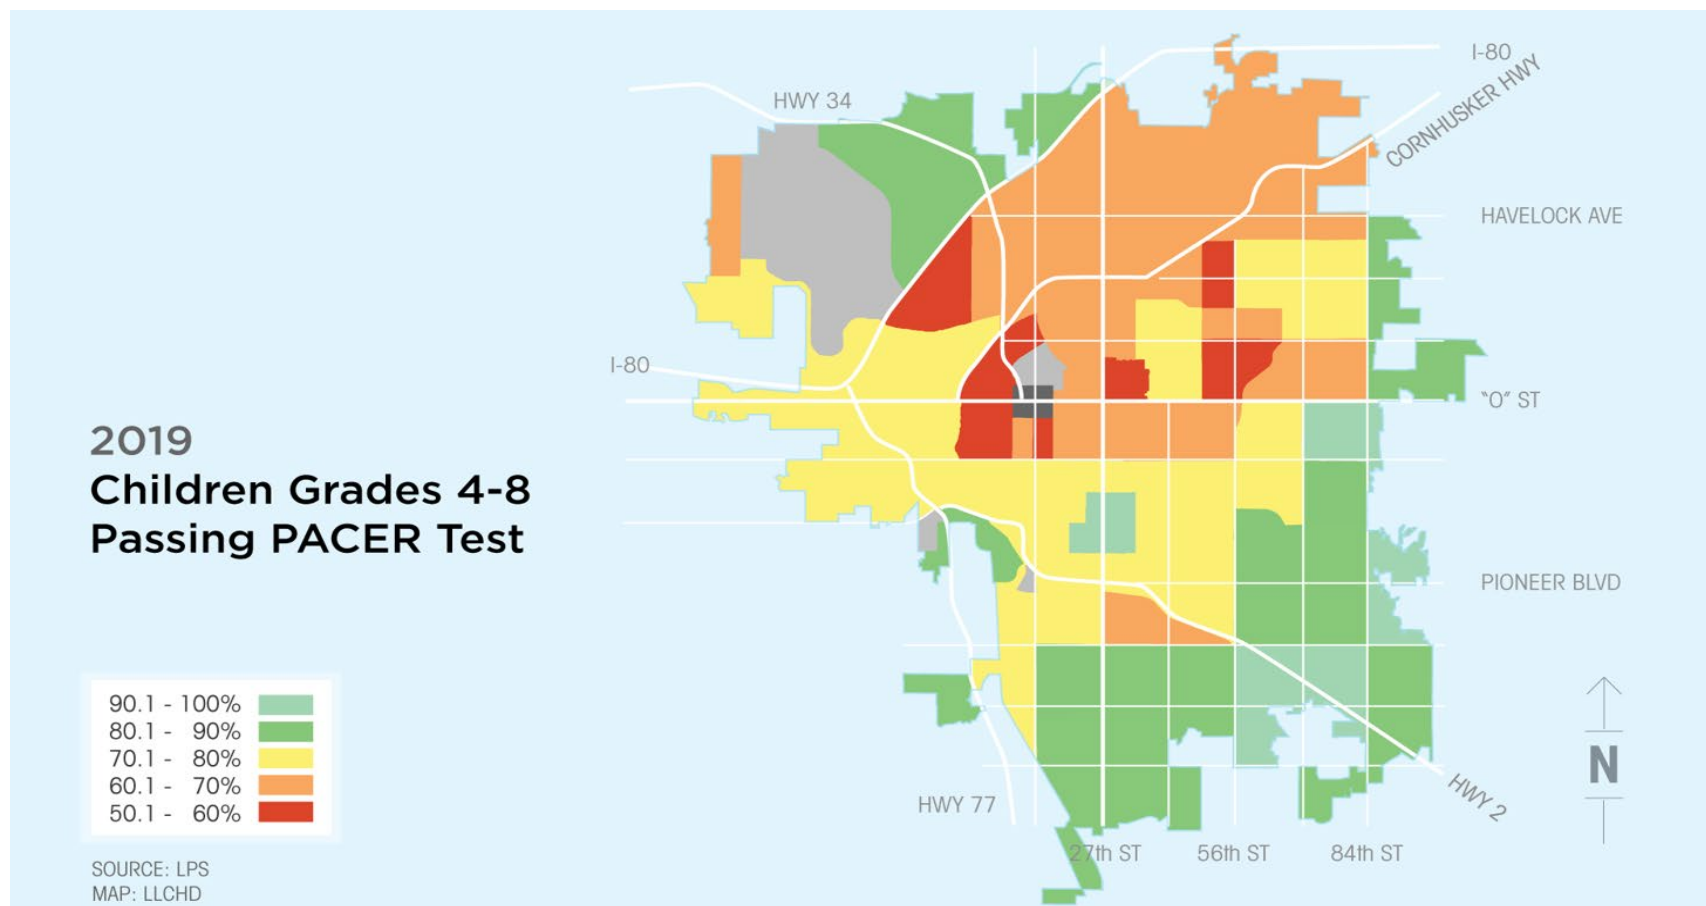 I-80
CORNHUSKER HWY
HWY 34
HAVELOCK AVE
I-80
"O" ST
2019
Children Grades 4-8
Passing PACER Test
PIONEER BLVD
90.1 - 100%
80.1 - 90%
70.1 - 80%
60.1 - 70%
50.1 - 60%
N
HWY 77
HWY 2
27th ST
56th ST
84th ST
SOURCE: LPS
MAP: LLCHD